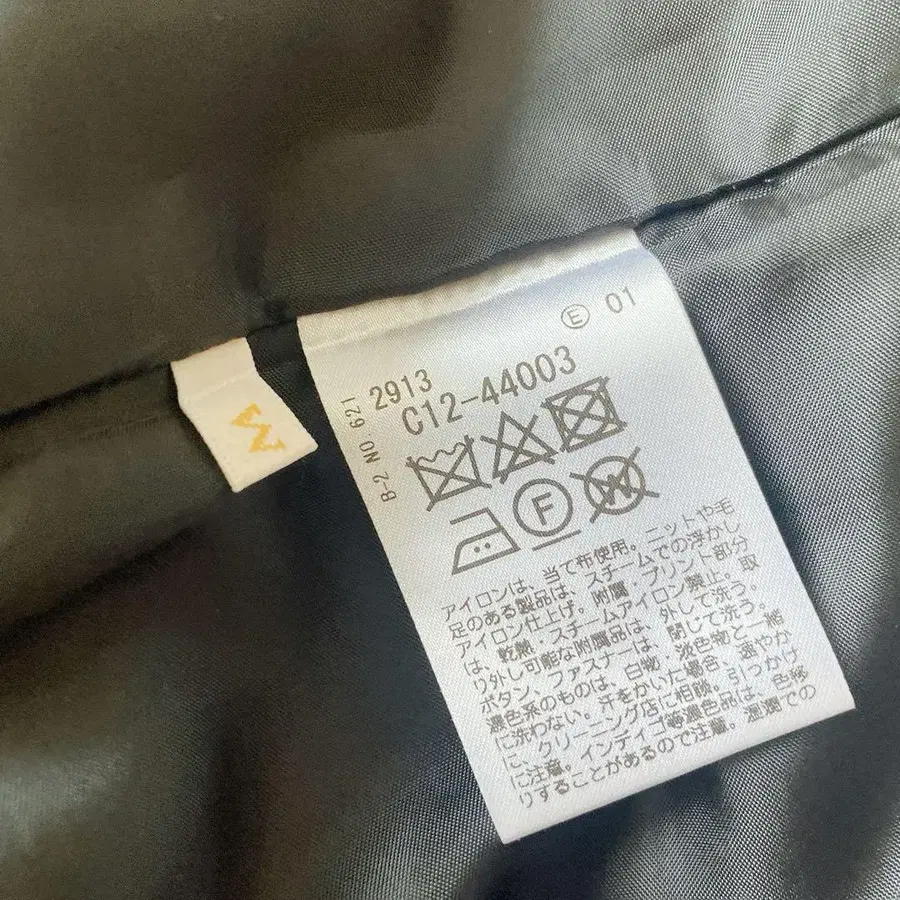 M
Ⓔ 01
2913
C12-44003
B-2 NO 621
F
W
アイロンは、当て布使用。ニットや毛
足のある製品は、スチームでの浮かし
アイロン仕上げ。附属・プリント部分
は、乾熱・スチームアイロン禁止。取
り外し可能な附属品は、外して洗う。
ボタン、ファスナーは、閉じて洗う。
濃色系のものは、白物・淡色物と一緒
に洗わない。汗をかいた場合、速やか
に、クリーニング店に相談。引っかけ
に注意。インディゴ等濃色品は、色移
りすることがあるので注意。湿潤での